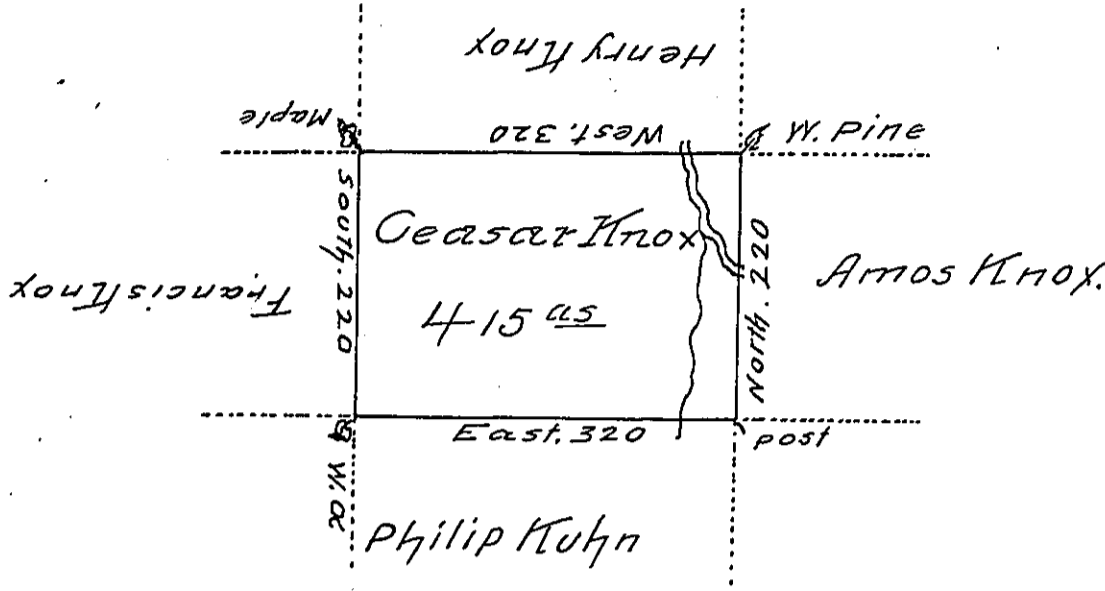 Henry Knox
Maple
West. 320
W. Pine
South. 220
Ceasar Knox
North. 220
Francis Knox
Amos Knox.
415 as
East. 320
post
W. O
Philip Kuhn